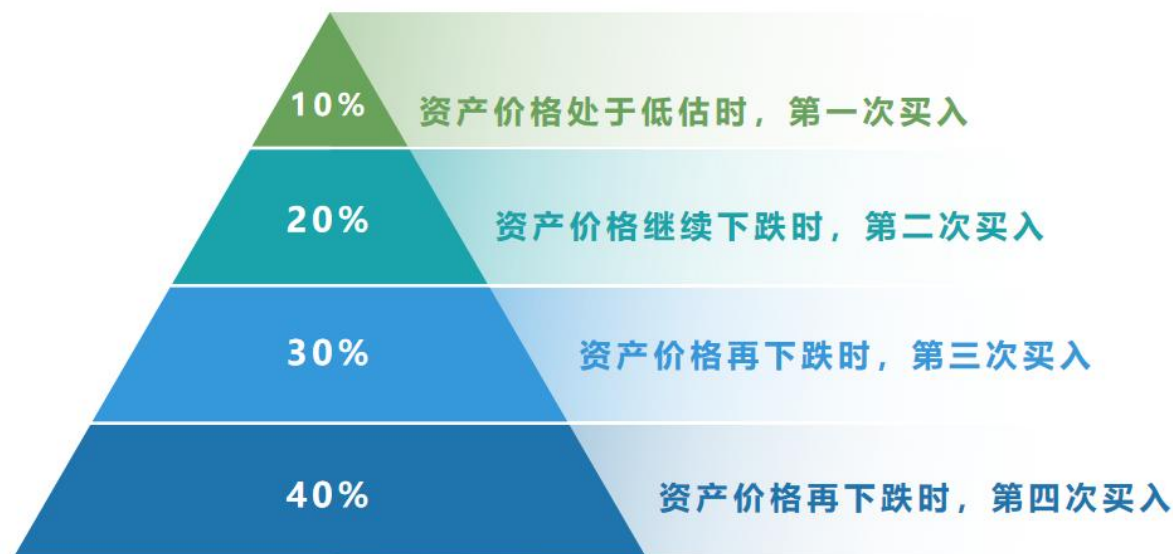 10% 资产价格处于低估时，第一次买入
20% 资产价格继续下跌时，第二次买入
30% 资产价格再下跌时，第三次买入
40% 资产价格再下跌时，第四次买入